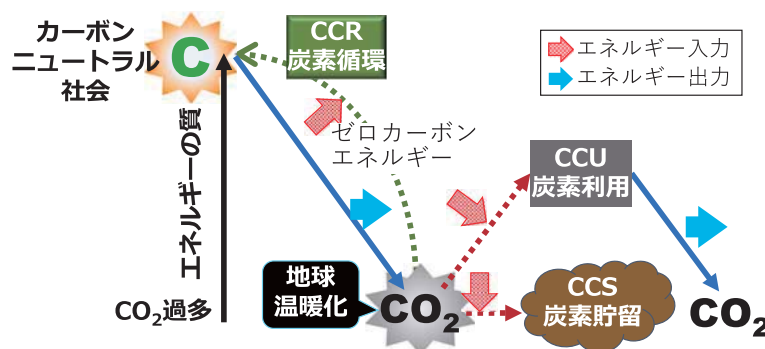 カーボン
ニュートラル
社会
C
CCR
炭素循環
エネルギー入力
エネルギー出力
ゼロカーボン
エネルギー
エネルギーの質
CCU
炭素利用
地球
温暖化
CO₂
CCS
炭素貯留
CO₂過多
CO₂